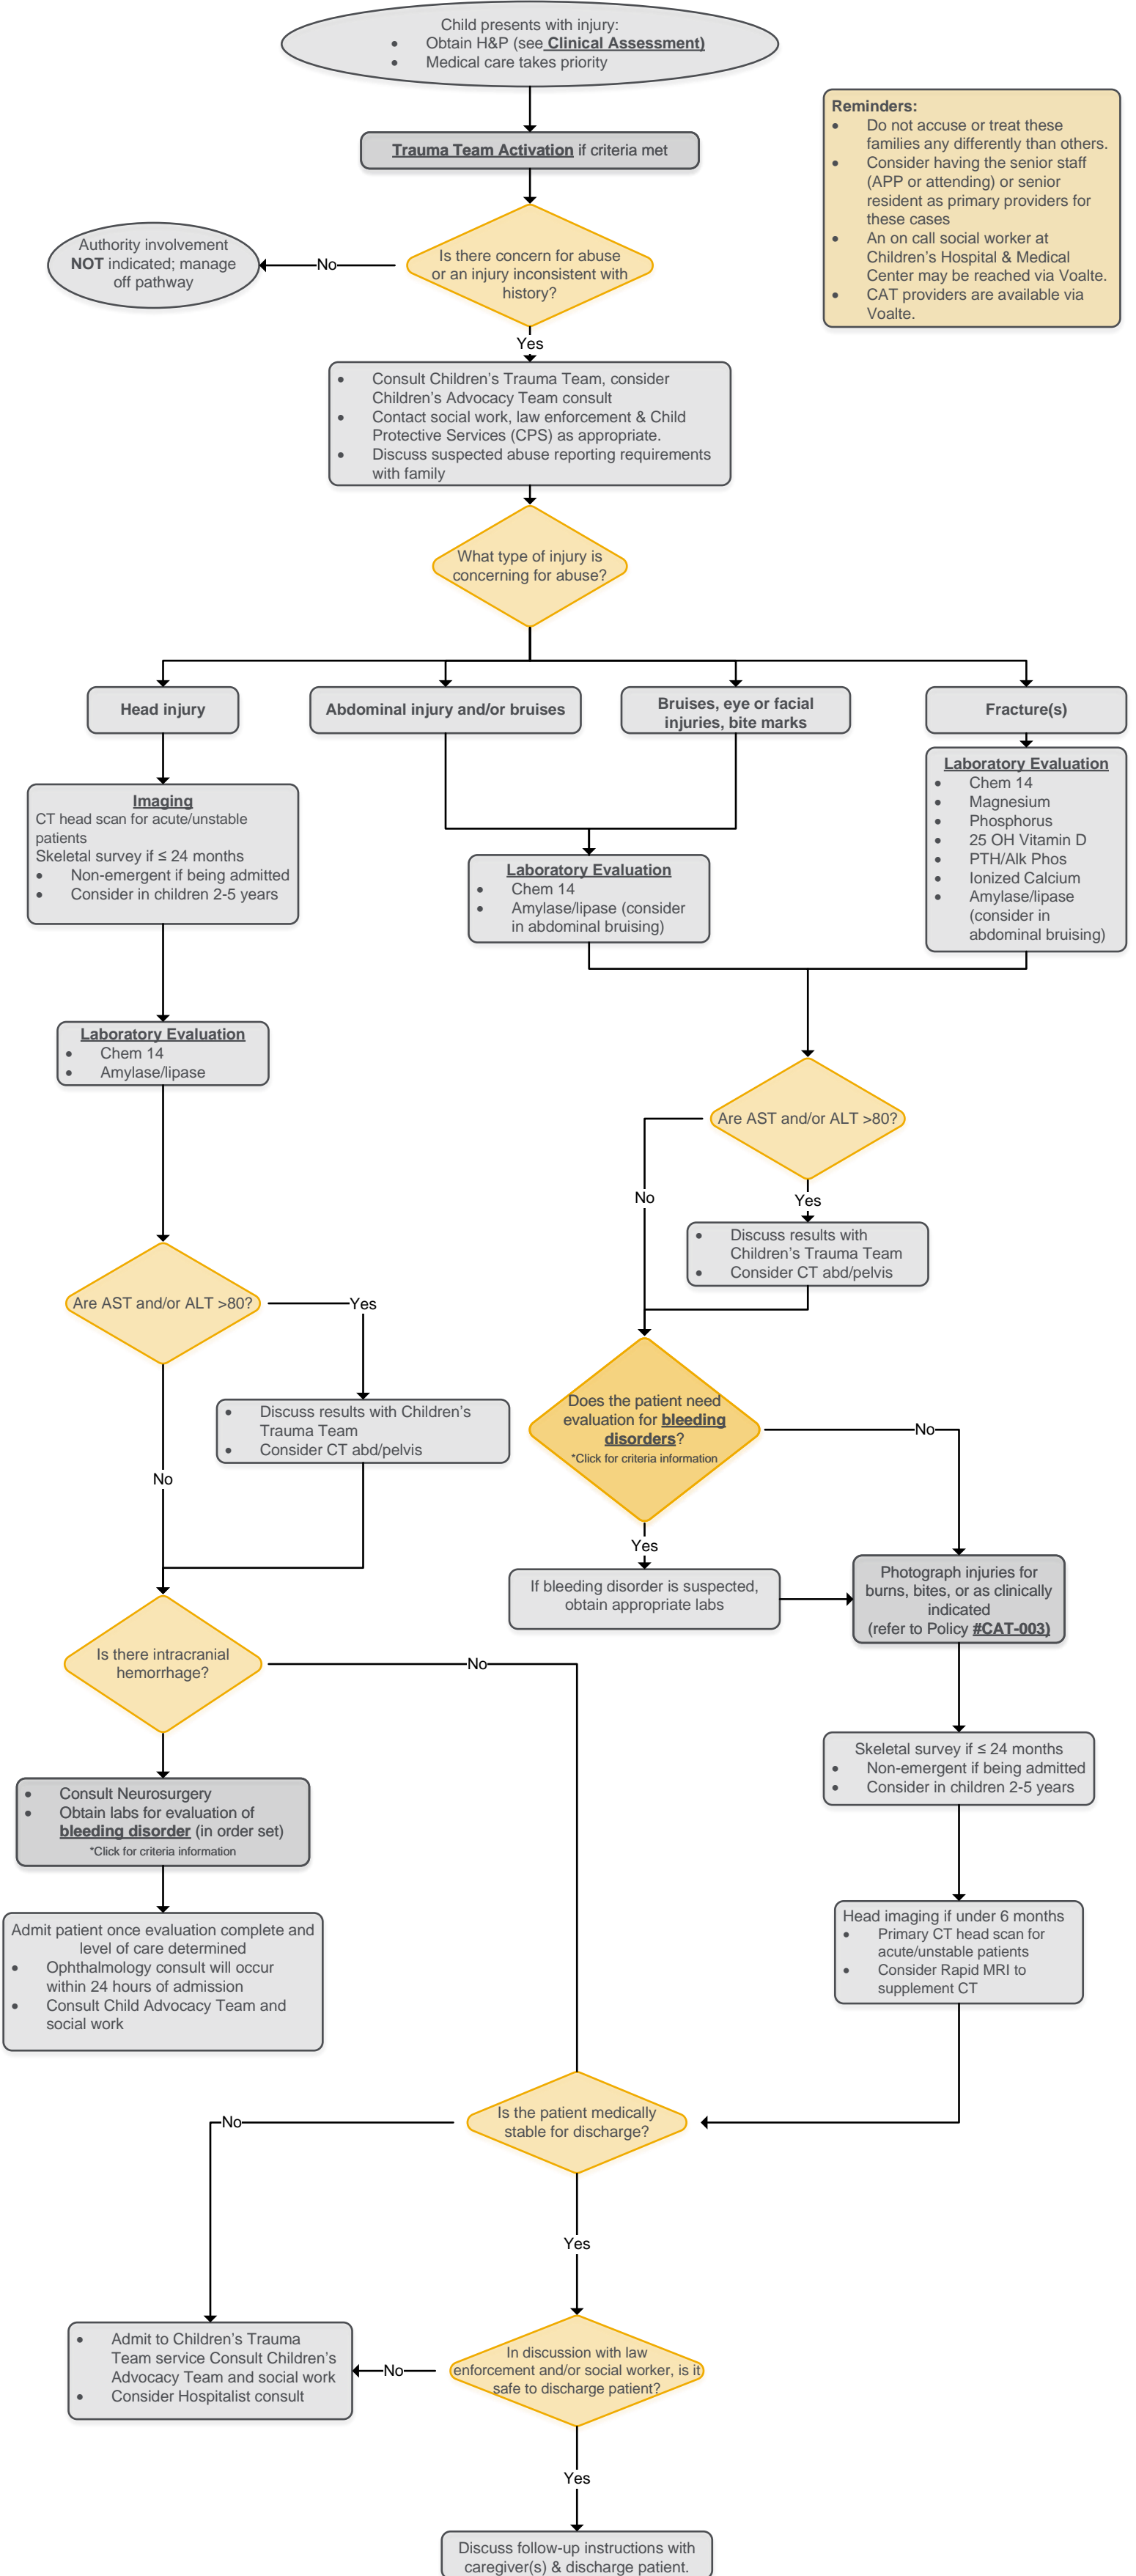 Child presents with injury:
• Obtain H&P (see Clinical Assessment)
• Medical care takes priority
Reminders:
• Do not accuse or treat these
families any differently than others.
• Consider having the senior staff
(APP or attending) or senior
resident as primary providers for
these cases
• An on call social worker at
Children's Hospital & Medical
Center may be reached via Voalte.
• CAT providers are available via
Voalte.
Trauma Team Activation if criteria met
Is there concern for abuse
or an injury inconsistent with
history?
No
Authority involvement
NOT indicated; manage
off pathway
Yes
• Consult Children's Trauma Team, consider
Children's Advocacy Team consult
• Contact social work, law enforcement & Child
Protective Services (CPS) as appropriate.
• Discuss suspected abuse reporting requirements
with family
What type of injury is
concerning for abuse?
Head injury
Abdominal injury and/or bruises
Bruises, eye or facial
injuries, bite marks
Fracture(s)
Imaging
CT head scan for acute/unstable
patients
Skeletal survey if ≤ 24 months
• Non-emergent if being admitted
• Consider in children 2-5 years
Laboratory Evaluation
• Chem 14
• Amylase/lipase (consider
in abdominal bruising)
Laboratory Evaluation
• Chem 14
• Magnesium
• Phosphorus
• 25 OH Vitamin D
• PTH/Alk Phos
• Ionized Calcium
• Amylase/lipase
(consider in
abdominal bruising)
Laboratory Evaluation
• Chem 14
• Amylase/lipase
Are AST and/or ALT >80?
No
Yes
• Discuss results with
Children's Trauma Team
• Consider CT abd/pelvis
Are AST and/or ALT >80?
Yes
• Discuss results with Children's
Trauma Team
• Consider CT abd/pelvis
No
Does the patient need
evaluation for bleeding
disorders?
*Click for criteria information
No
Yes
If bleeding disorder is suspected,
obtain appropriate labs
Photograph injuries for
burns, bites, or as clinically
indicated
(refer to Policy #CAT-003)
Is there intracranial
hemorrhage?
No
• Consult Neurosurgery
• Obtain labs for evaluation of
bleeding disorder (in order set)
*Click for criteria information
Skeletal survey if ≤ 24 months
• Non-emergent if being admitted
• Consider in children 2-5 years
Admit patient once evaluation complete and
level of care determined
• Ophthalmology consult will occur
within 24 hours of admission
• Consult Child Advocacy Team and
social work
Head imaging if under 6 months
• Primary CT head scan for
acute/unstable patients
• Consider Rapid MRI to
supplement CT
Is the patient medically
stable for discharge?
No
Yes
• Admit to Children's Trauma
Team service Consult Children's
Advocacy Team and social work
• Consider Hospitalist consult
No
In discussion with law
enforcement and/or social worker, is it
safe to discharge patient?
Yes
Discuss follow-up instructions with
caregiver(s) & discharge patient.